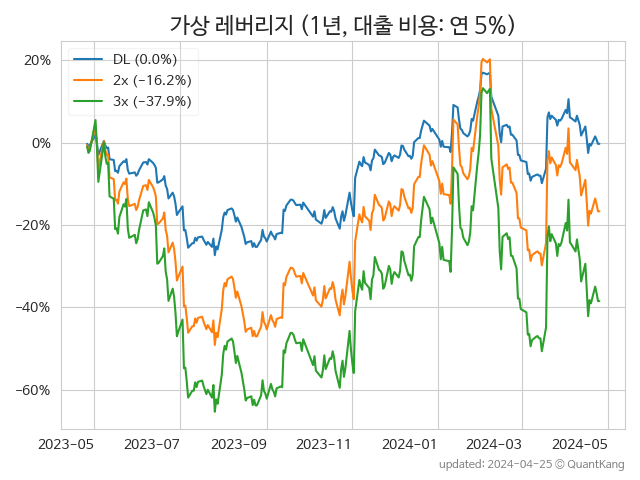 가상 레버리지 (1년, 대출 비용: 연 5%)
DL (0.0%)
2x (−16.2%)
3x (−37.9%)
20%
0%
−20%
−40%
−60%
2023-05 2023-07 2023-09 2023-11 2024-01 2024-03 2024-05
updated: 2024-04-25 © QuantKang